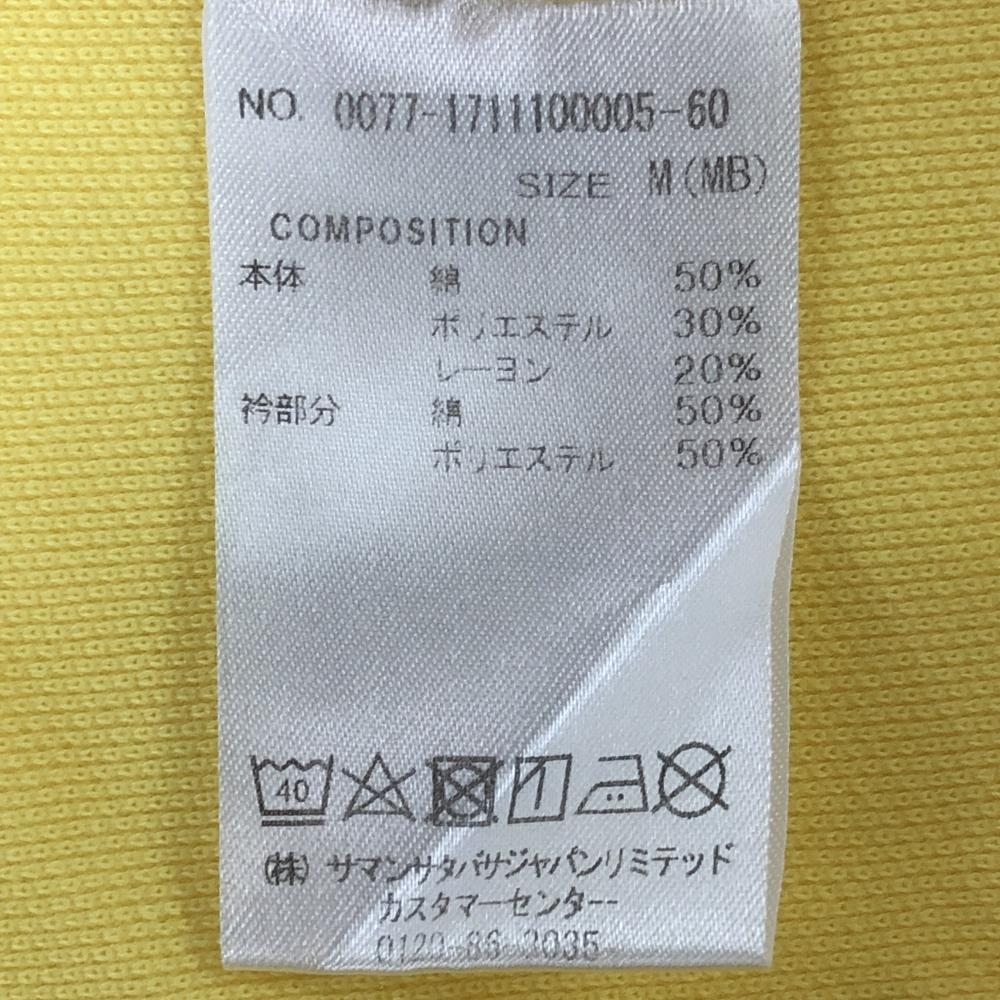 NO. 0077-1711100005-60
SIZE M(MB)
COMPOSITION
本体 綿 50%
ポリエステル 30%
レーヨン 20%
衿部分 綿 50%
ポリエステル 50%
40
(株) サマンサタバサジャパンリミテッド
カスタマーセンター
0120-86-2035